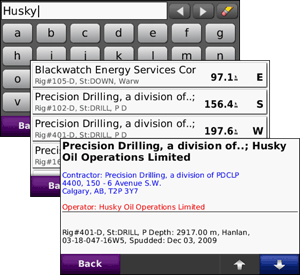 Husky
a b c d e f g
h
o
v
Back
Blackwatch Energy Services Cor
Rig#105-D, St:DOWN, Warw
97.1 E
Precision Drilling, a division of..;
Rig#102-D, St:DRILL, P D
156.4 S
Precision Drilling, a division of..;
Rig#401-D, St:DRILL, P D
197.6 W
Preci
Rig#16
Ba
Precision Drilling, a division of..; Husky
Oil Operations Limited
Contractor: Precision Drilling, a division of PDCLP
4400, 150 - 6 Avenue S.W.
Calgary, AB, T2P 3Y7
Operator: Husky Oil Operations Limited
Rig#401-D, St:DRILL, P Depth: 2917.00 m, Hanlan,
03-18-047-16W5, Spudded: Dec 03, 2009
Back